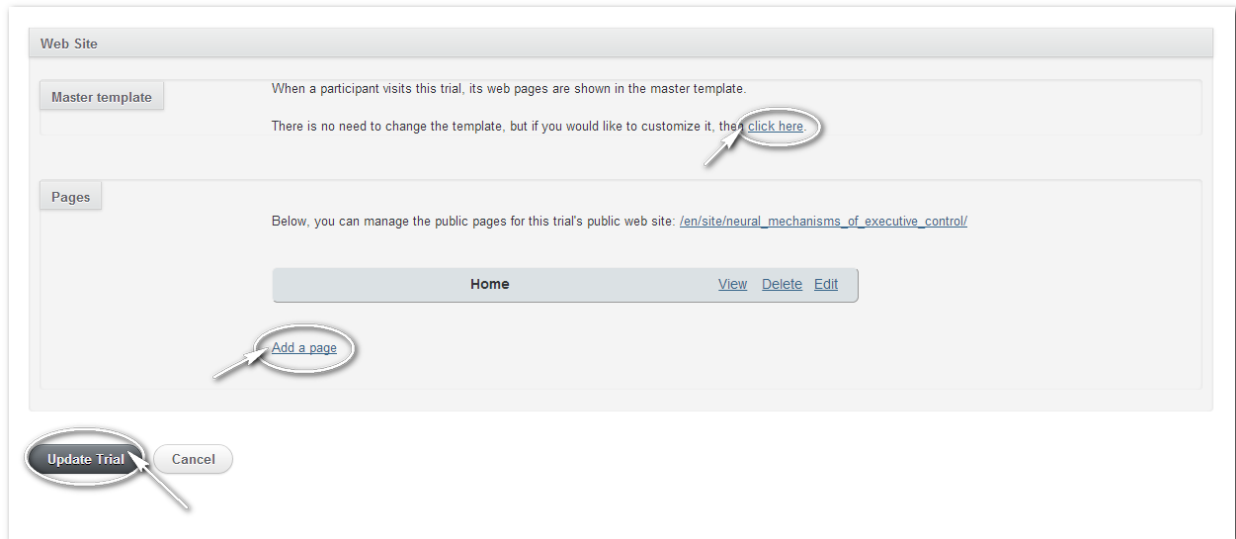 Web Site
Master template
When a participant visits this trial, its web pages are shown in the master template.
There is no need to change the template, but if you would like to customize it, then click here.
Pages
Below, you can manage the public pages for this trial's public web site: /en/site/neural_mechanisms_of_executive_control/
Home View Delete Edit
Add a page
Update Trial Cancel